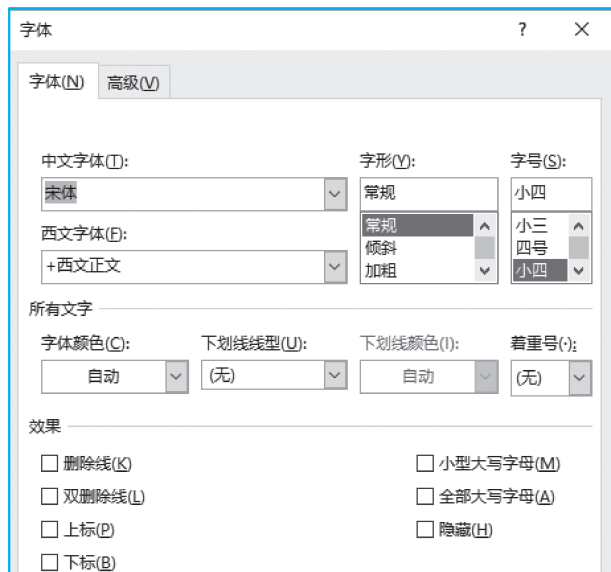 字体 ? ×
字体(N) 高级(V)
中文字体(T): 字形(Y): 字号(S):
宋体 常规 小四
常规 小三
西文字体(F): 倾斜 四号
+西文正文 加粗 小四
所有文字
字体颜色(C): 下划线线型(U): 下划线颜色(I): 着重号(·):
自动 (无) 自动 (无)
效果
删除线(K) 小型大写字母(M)
双删除线(L) 全部大写字母(A)
上标(P) 隐藏(H)
下标(B)